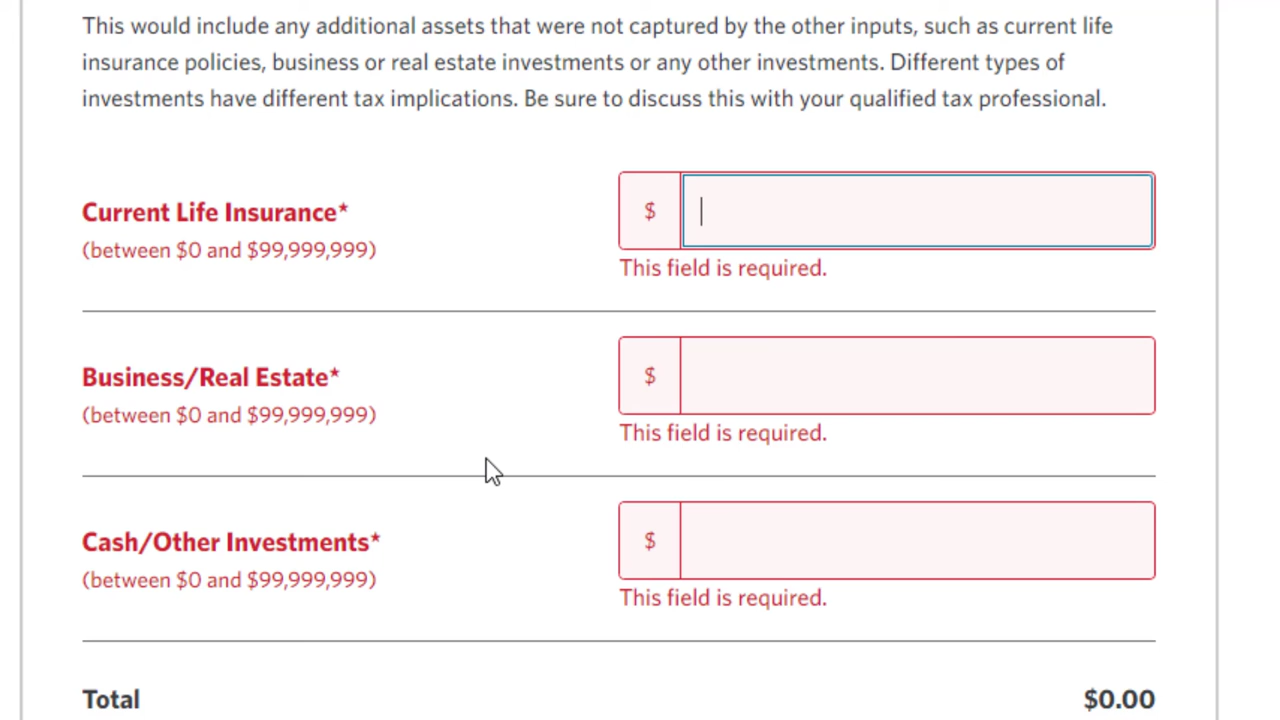 This would include any additional assets that were not captured by the other inputs, such as current life
insurance policies, business or real estate investments or any other investments. Different types of
investments have different tax implications. Be sure to discuss this with your qualified tax professional.
Current Life Insurance*
(between $0 and $99,999,999)
$
This field is required.
Business/Real Estate*
(between $0 and $99,999,999)
$
This field is required.
Cash/Other Investments*
(between $0 and $99,999,999)
$
This field is required.
Total $0.00